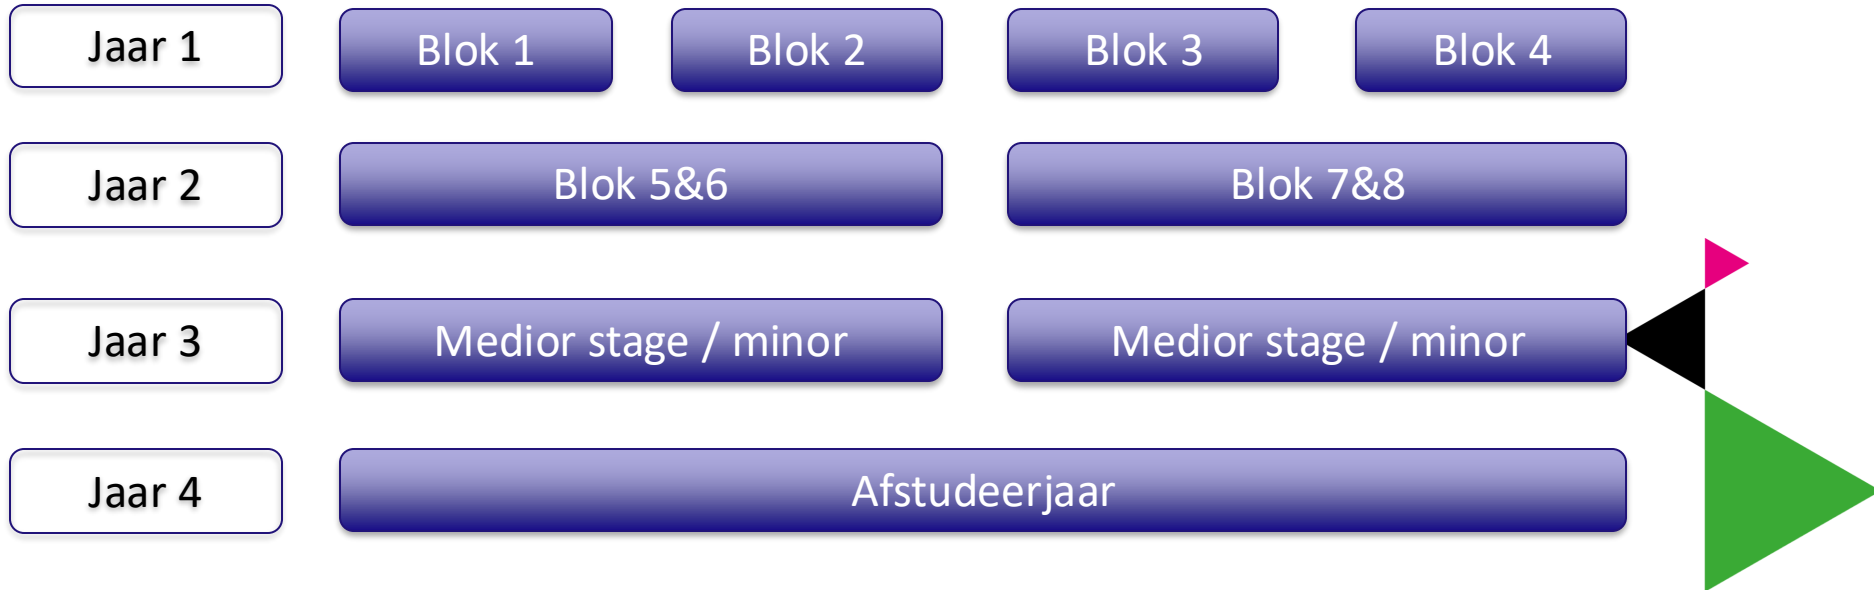 Jaar 1
Blok 1
Blok 2
Blok 3
Blok 4
Jaar 2
Blok 5&6
Blok 7&8
Jaar 3
Medior stage / minor
Medior stage / minor
Jaar 4
Afstudeerjaar